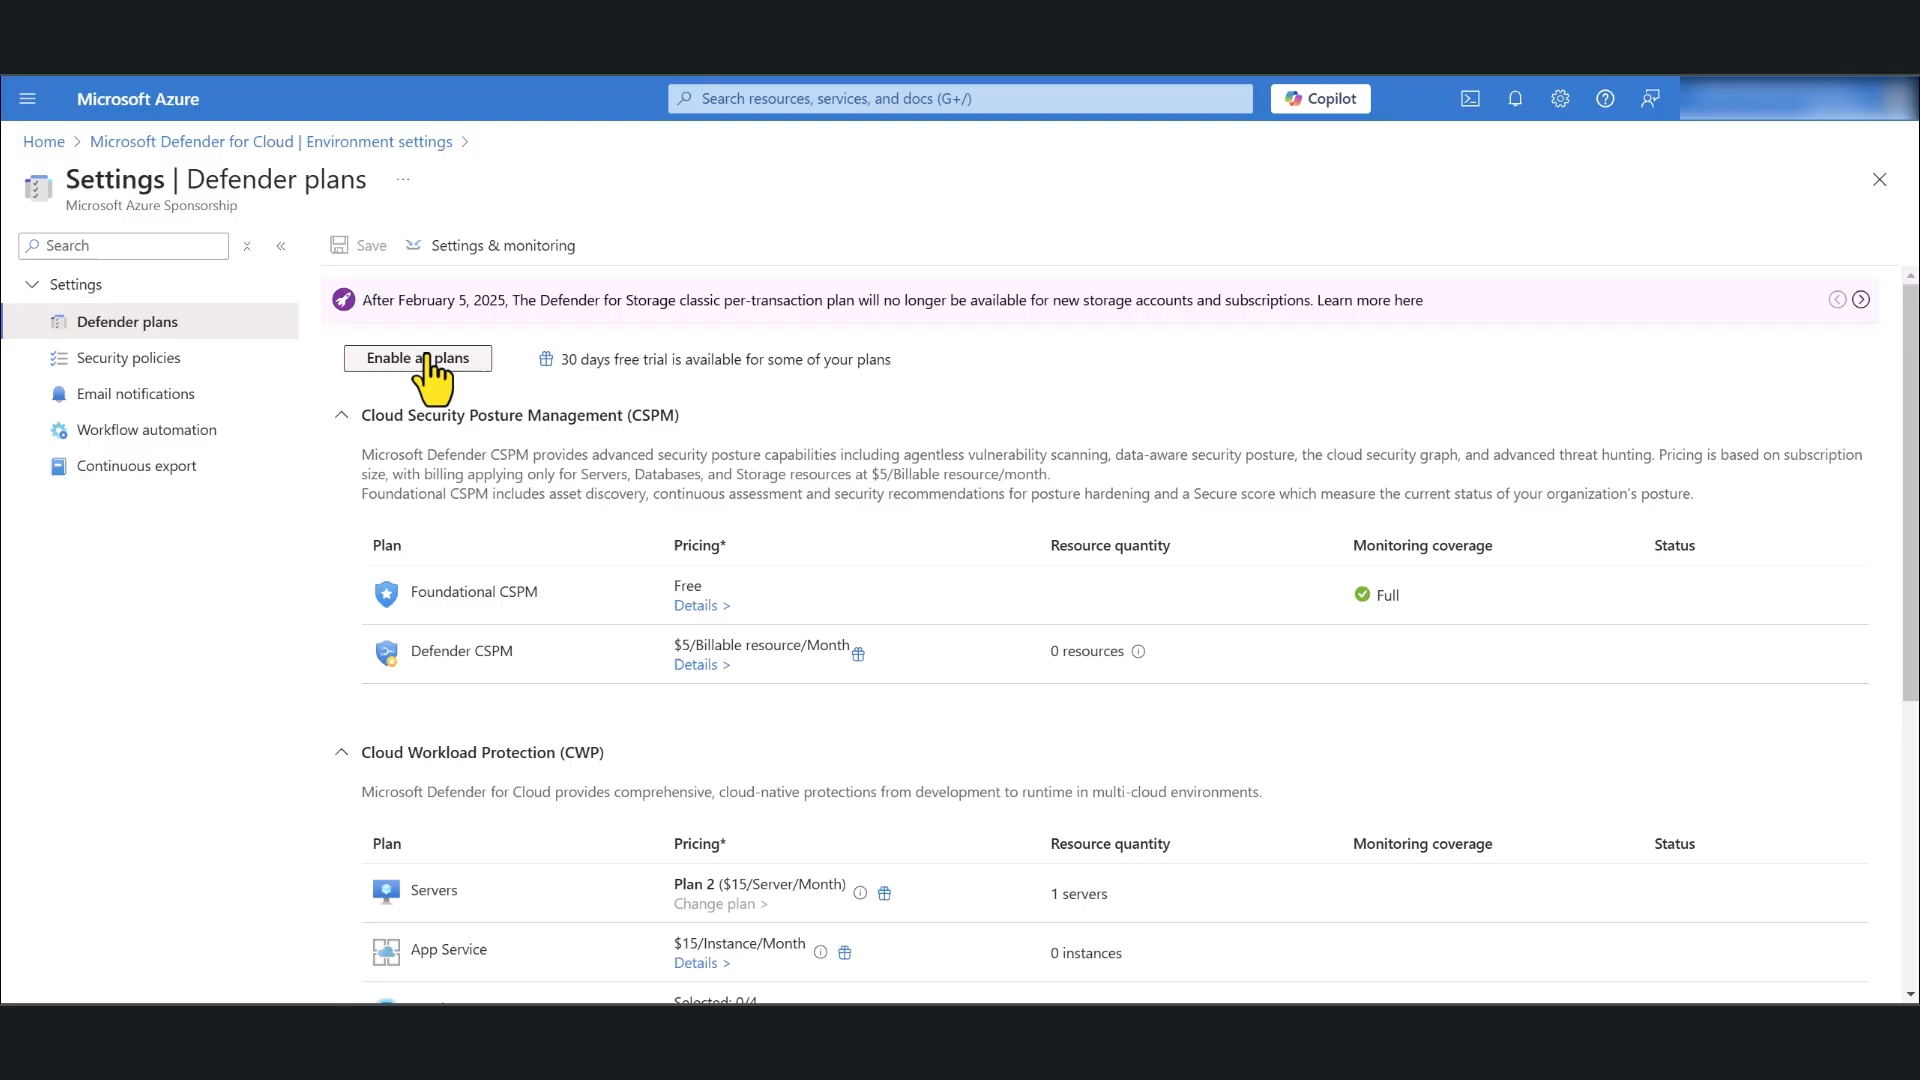 Microsoft Azure
Search resources, services, and docs (G+/)
Copilot
Home > Microsoft Defender for Cloud | Environment settings >
Settings | Defender plans ...
Microsoft Azure Sponsorship
Search
Save
Settings & monitoring
Settings
Defender plans
Security policies
Email notifications
Workflow automation
Continuous export
After February 5, 2025, The Defender for Storage classic per-transaction plan will no longer be available for new storage accounts and subscriptions. Learn more here
Enable all plans
30 days free trial is available for some of your plans
Cloud Security Posture Management (CSPM)
Microsoft Defender CSPM provides advanced security posture capabilities including agentless vulnerability scanning, data-aware security posture, the cloud security graph, and advanced threat hunting. Pricing is based on subscription
size, with billing applying only for Servers, Databases, and Storage resources at $5/Billable resource/month.
Foundational CSPM includes asset discovery, continuous assessment and security recommendations for posture hardening and a Secure score which measure the current status of your organization's posture.
Plan Pricing* Resource quantity Monitoring coverage Status
Foundational CSPM Free Full
Details >
Defender CSPM $5/Billable resource/Month 0 resources
Details >
Cloud Workload Protection (CWP)
Microsoft Defender for Cloud provides comprehensive, cloud-native protections from development to runtime in multi-cloud environments.
Plan Pricing* Resource quantity Monitoring coverage Status
Servers Plan 2 ($15/Server/Month) 1 servers
Change plan >
App Service $15/Instance/Month 0 instances
Details >
Selected: 0/4